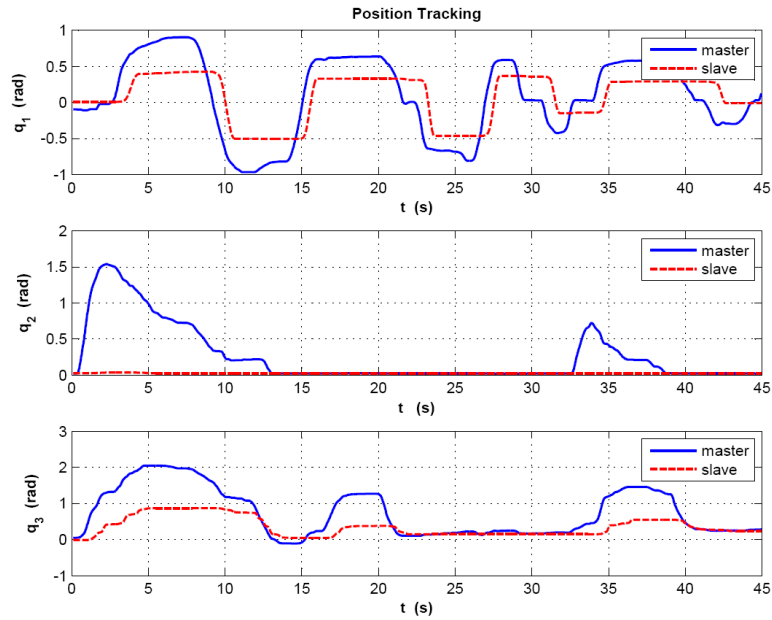 Position Tracking
q1 (rad)
1
0.5
0
-0.5
-1
master
slave
0 5 10 15 20 25 30 35 40 45
t (s)
q2 (rad)
2
1.5
1
0.5
0
master
slave
0 5 10 15 20 25 30 35 40 45
t (s)
q3 (rad)
3
2
1
0
-1
master
slave
0 5 10 15 20 25 30 35 40 45
t (s)